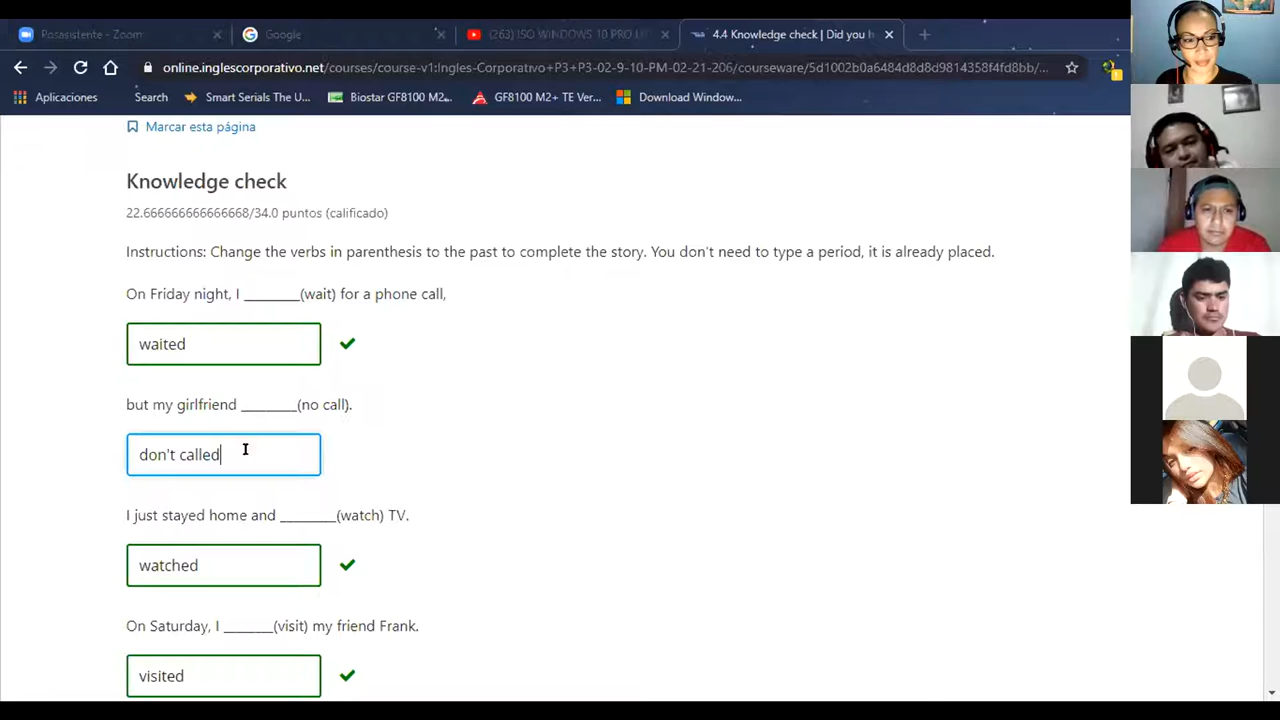 Pasasistente - Zoom
Google
(263) ISO WINDOWS 10 PRO LI
4.4 Knowledge check | Did you h
online.inglescorporativo.net/courses/course-v1:Ingles-Corporativo+P3+P3-02-9-10-PM-02-21-206/courseware/5d1002b0a6484d8d8d9814358f4fd8bb/...
Aplicaciones
Search
Smart Serials The U...
Biostar GF8100 M2...
GF8100 M2+ TE Ver...
Download Window...
Marcar esta página
Knowledge check
22.666666666666668/34.0 puntos (calificado)
Instructions: Change the verbs in parenthesis to the past to complete the story. You don't need to type a period, it is already placed.
On Friday night, I ________(wait) for a phone call,
waited
but my girlfriend ________(no call).
don't called
I just stayed home and ________(watch) TV.
watched
On Saturday, I _______(visit) my friend Frank.
visited